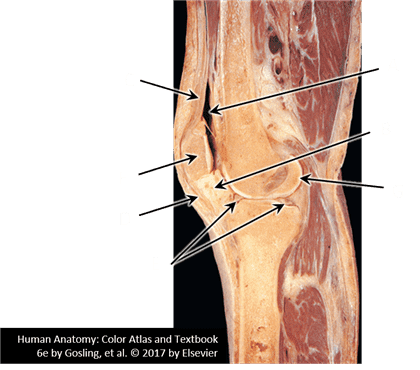 Human Anatomy: Color Atlas and Textbook
6e by Gosling, et al. © 2017 by Elsevier